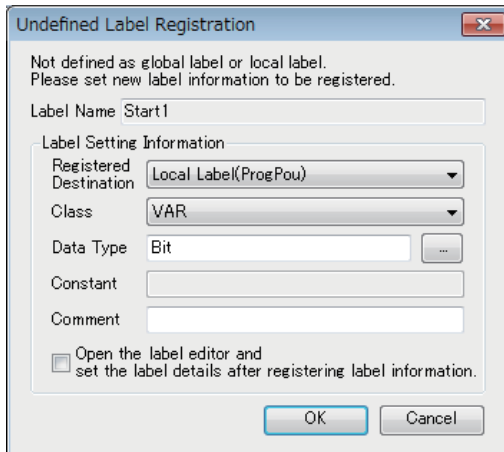 Undefined Label Registration
Not defined as global label or local label.
Please set new label information to be registered.
Label Name Start1
Label Setting Information
Registered Destination Local Label(ProgPou)
Class VAR
Data Type Bit ...
Constant
Comment
Open the label editor and
set the label details after registering label information.
OK Cancel